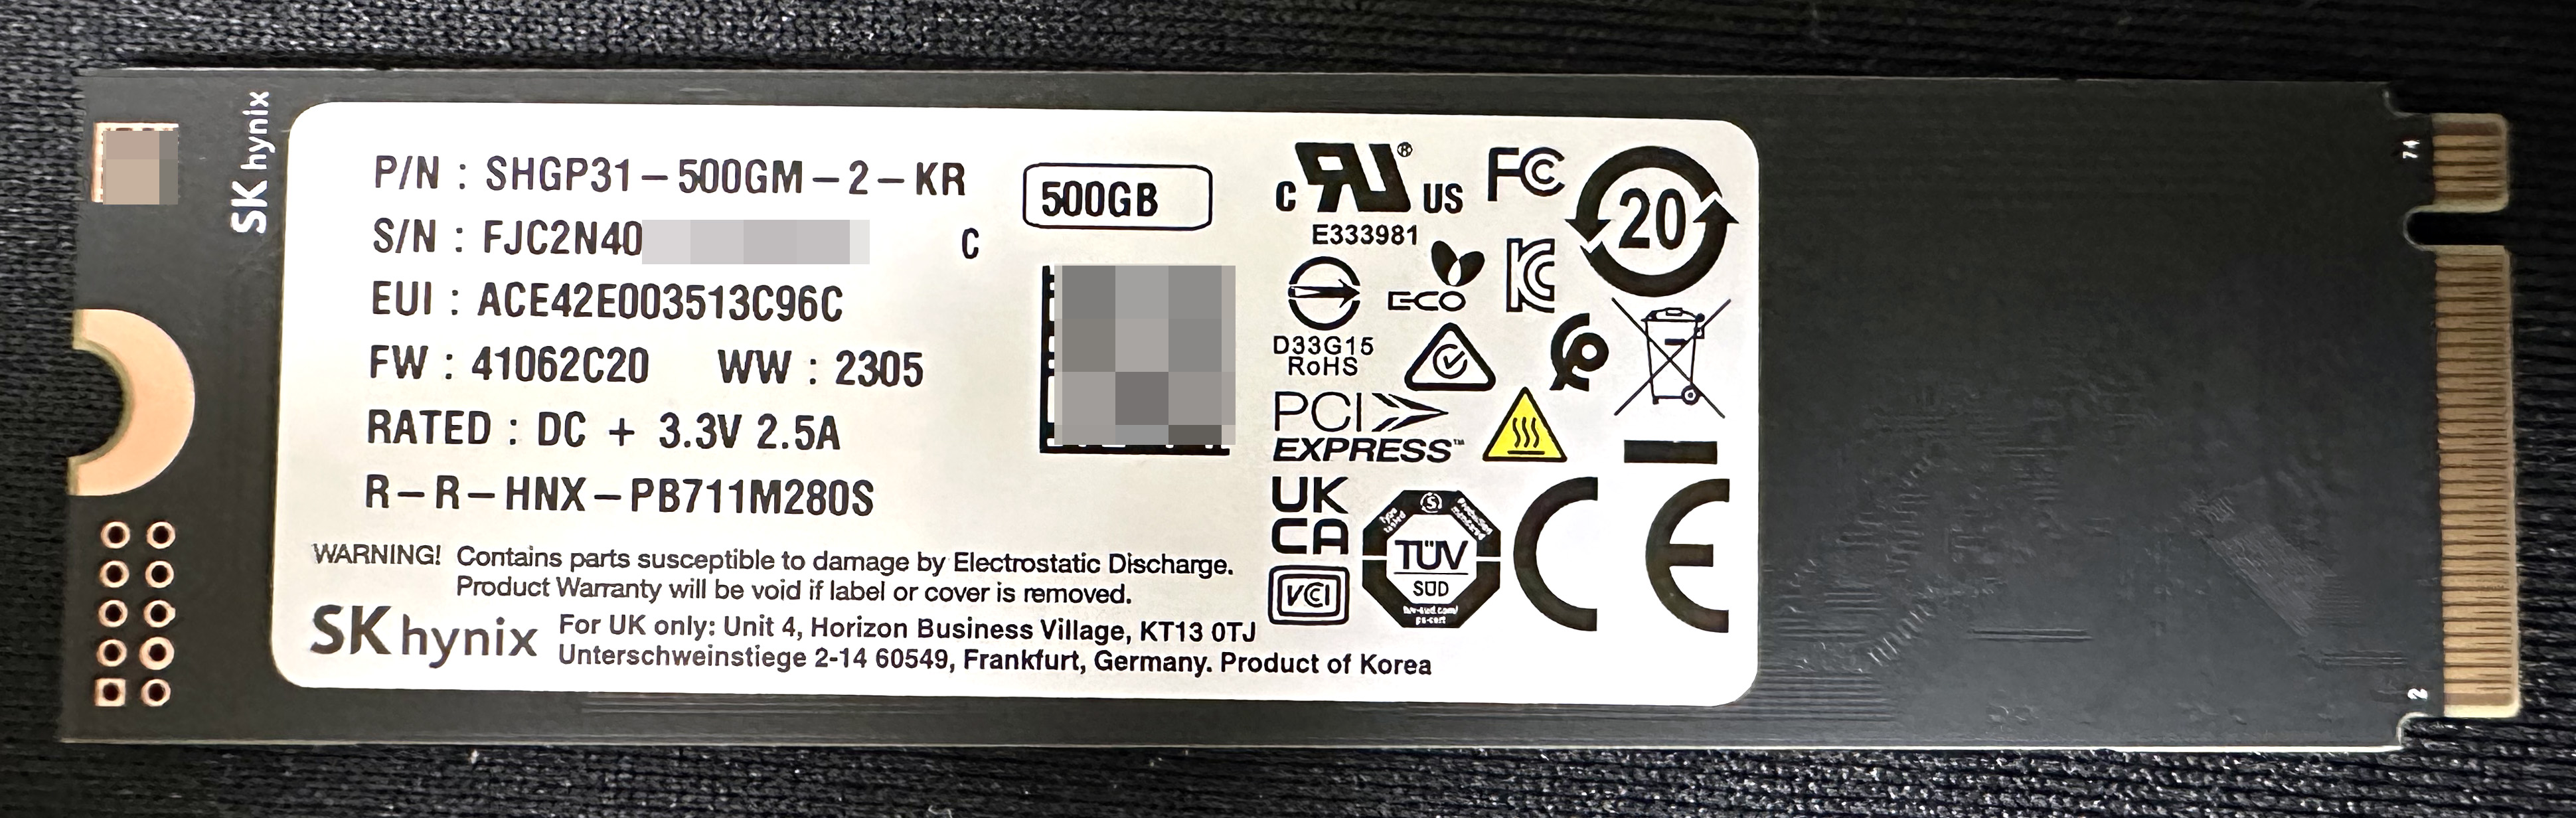 SK hynix
P/N : SHGP31-500GM-2-KR
500GB
S/N : FJC2N40
C
EUI : ACE42E003513C96C
FW : 41062C20 WW : 2305
RATED : DC + 3.3V 2.5A
R-R-HNX-PB711M280S
WARNING! Contains parts susceptible to damage by Electrostatic Discharge.
Product Warranty will be void if label or cover is removed.
SK hynix
For UK only: Unit 4, Horizon Business Village, KT13 0TJ
Unterschweinstiege 2-14 60549, Frankfurt, Germany. Product of Korea
C RU® US
E333981
FC
20
D33G15
RoHS
ECO
KC
PCI
EXPRESS™
UK
CA
VCI
TÜV
SÜD
CE
74
2